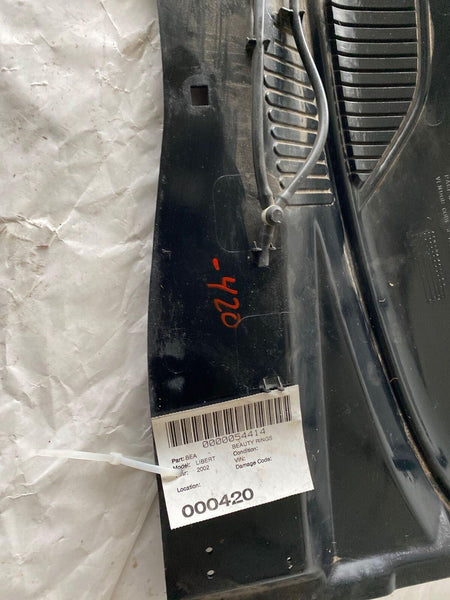 -420
0000054414
Part: BEA BEAUTY RINGS
Model: LIBERT Condition:
2002 VIN:
Damage Code:
Location:
000420